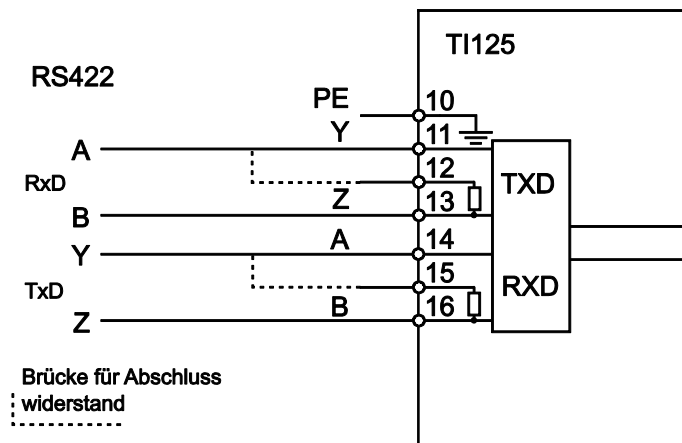 TI125
RS422
PE
10
Y
11
A
12
RxD
TXD
Z
13
B
A
14
Y
15
TxD
RXD
B
16
Z
Brücke für Abschluss
widerstand